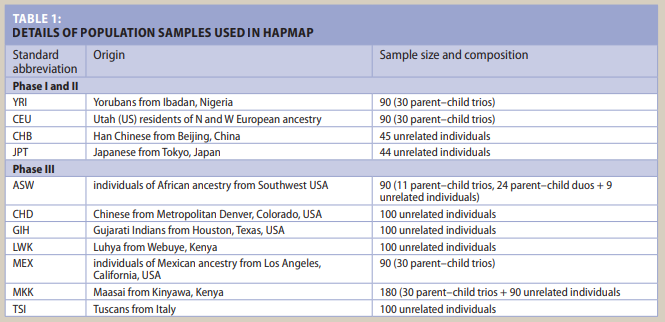 TABLE 1:
DETAILS OF POPULATION SAMPLES USED IN HAPMAP
Standard abbreviation Origin Sample size and composition
Phase I and II
YRI Yorubans from Ibadan, Nigeria 90 (30 parent–child trios)
CEU Utah (US) residents of N and W European ancestry 90 (30 parent–child trios)
CHB Han Chinese from Beijing, China 45 unrelated individuals
JPT Japanese from Tokyo, Japan 44 unrelated individuals
Phase III
ASW individuals of African ancestry from Southwest USA 90 (11 parent–child trios, 24 parent–child duos + 9
unrelated individuals)
CHD Chinese from Metropolitan Denver, Colorado, USA 100 unrelated individuals
GIH Gujarati Indians from Houston, Texas, USA 100 unrelated individuals
LWK Luhya from Webuye, Kenya 100 unrelated individuals
MEX individuals of Mexican ancestry from Los Angeles, 90 (30 parent–child trios)
California, USA
MKK Maasai from Kinyawa, Kenya 180 (30 parent–child trios + 90 unrelated individuals
TSI Tuscans from Italy 100 unrelated individuals